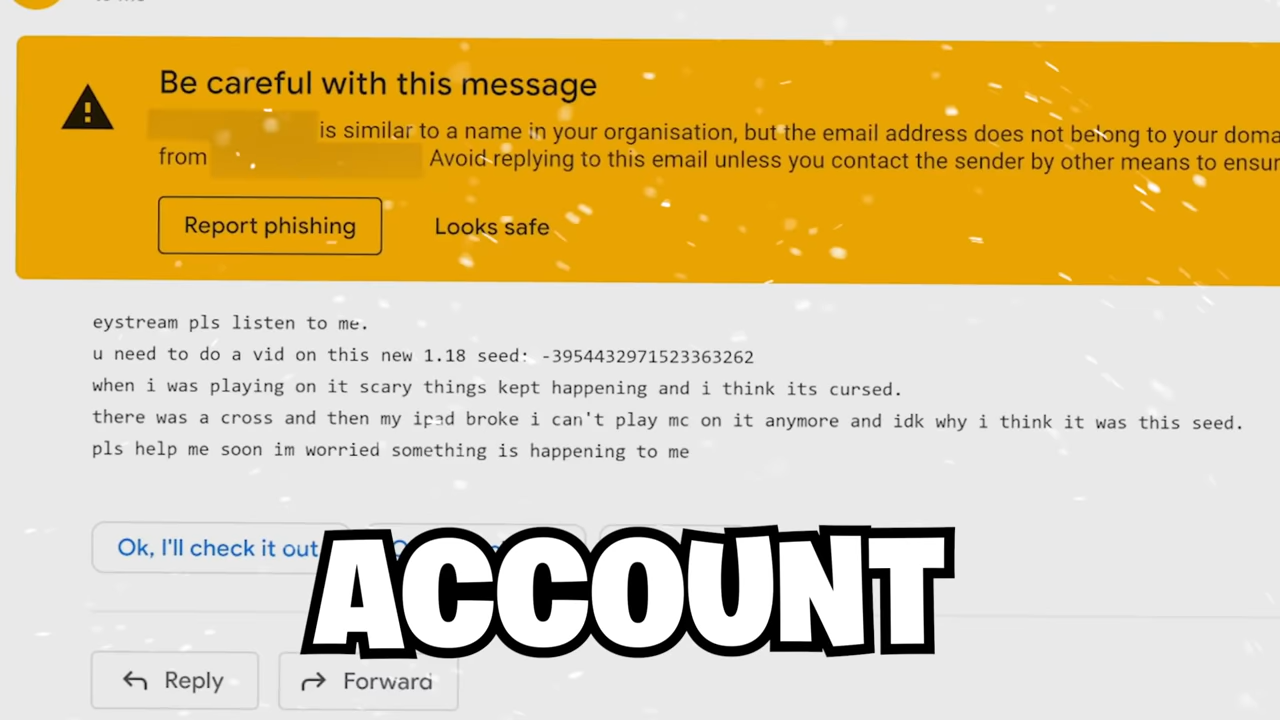 Be careful with this message
is similar to a name in your organisation, but the email address does not belong to your
from Avoid replying to this email unless you contact the sender by other means to
Report phishing
Looks safe
eystream pls listen to me.
u need to do a vid on this new 1.18 seed: -3954432971523363262
when i was playing on it scary things kept happening and i think its cursed.
there was a cross and then my ipad broke i can't play mc on it anymore and idk why i think it was this seed.
pls help me soon im worried something is happening to me
Ok, I'll check it out
ACCOUNT
Reply
Forward